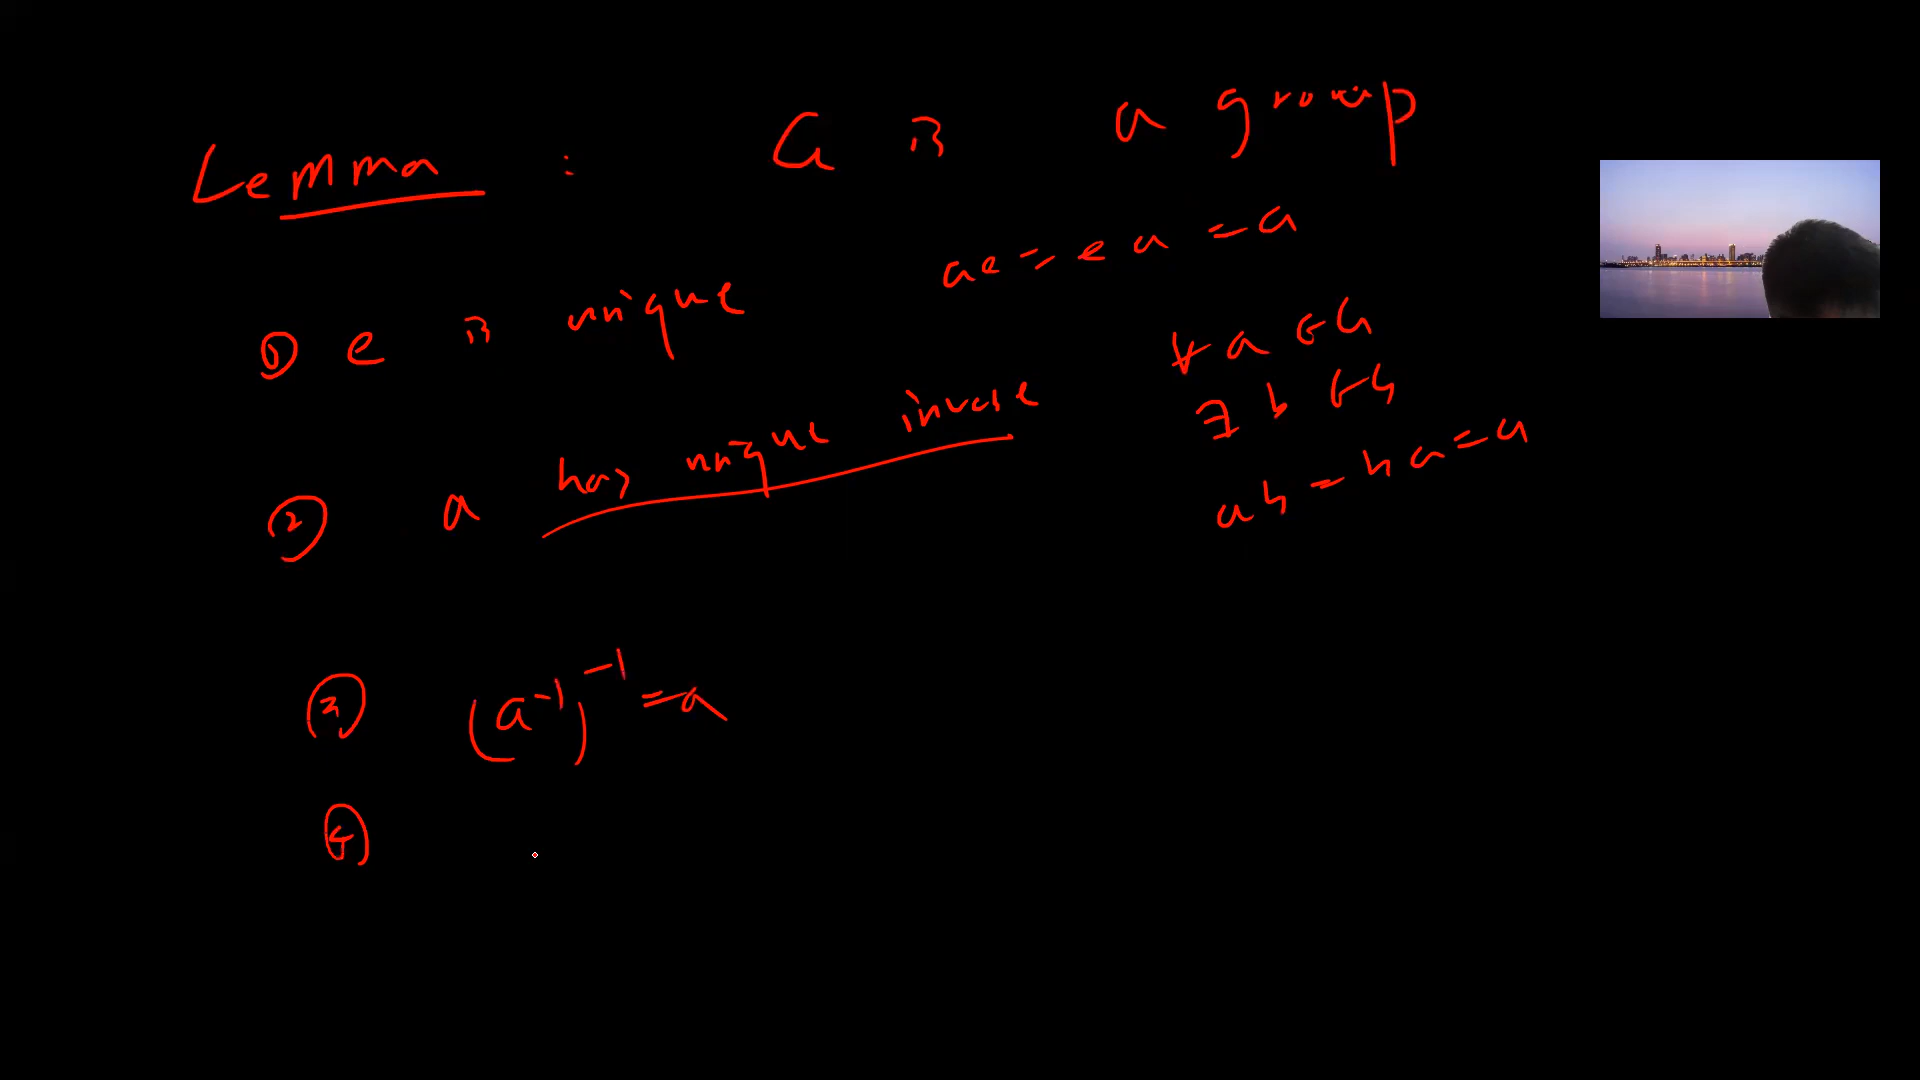 Lemma : G is a group
ae = ea = a
① e is unique
∀ a ∈ G
∃ b ∈ G
② a has unique inverse
ab = ba = a
③ (a⁻¹)⁻¹ = a
④